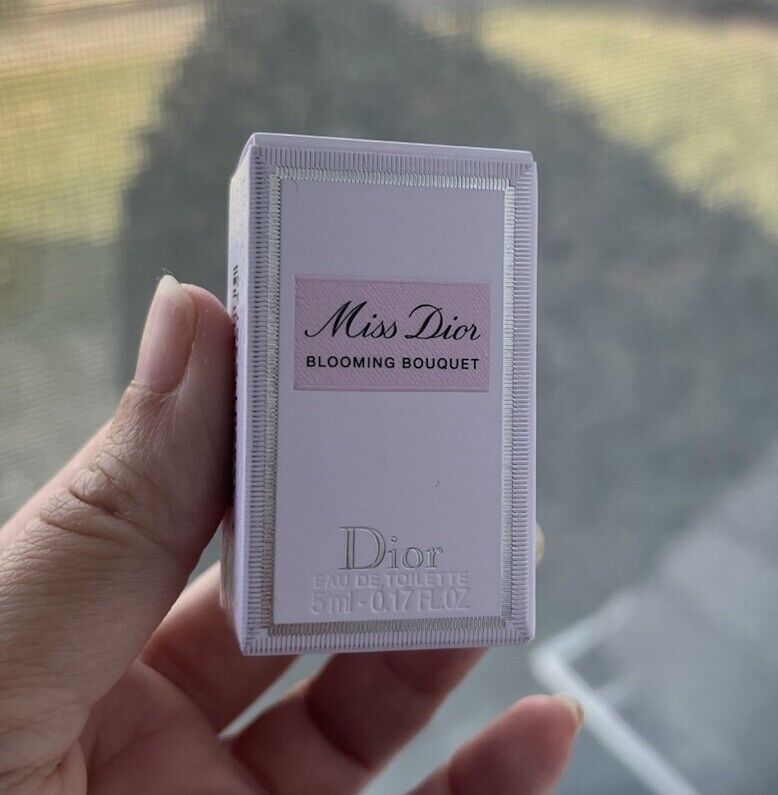 Miss Dior
BLOOMING BOUQUET
Dior
EAU DE TOILETTE
5 ml - 0.17 FL.OZ